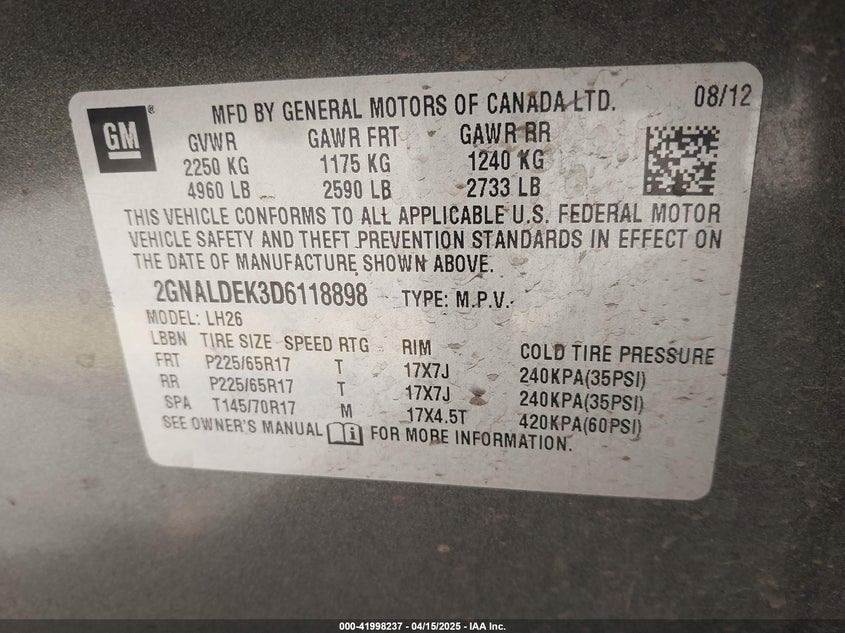 GM® MFD BY GENERAL MOTORS OF CANADA LTD. 08/12
GVWR GAWR FRT GAWR RR
2250 KG 1175 KG 1240 KG
4960 LB 2590 LB 2733 LB
THIS VEHICLE CONFORMS TO ALL APPLICABLE U.S. FEDERAL MOTOR
VEHICLE SAFETY AND THEFT PREVENTION STANDARDS IN EFFECT ON
THE DATE OF MANUFACTURE SHOWN ABOVE.
2GNALDEK3D6118898 TYPE: M.P.V.
MODEL: LH26
LBBN TIRE SIZE SPEED RTG RIM COLD TIRE PRESSURE
FRT P225/65R17 T 17X7J 240KPA(35PSI)
RR P225/65R17 T 17X7J 240KPA(35PSI)
SPA T145/70R17 M 17X4.5T 420KPA(60PSI)
SEE OWNER'S MANUAL i FOR MORE INFORMATION.
000-41998237 - 04/15/2025 - IAA Inc.